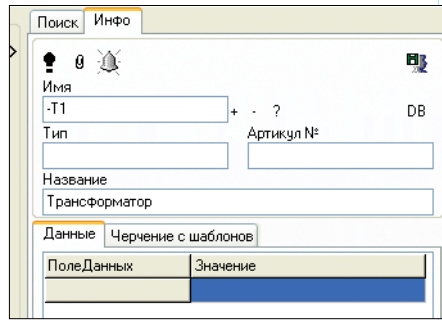 Поиск Инфо
Имя
-T1 + - ? DB
Тип Артикул №
Название
Трансформатор
Данные Черчение с шаблонов
ПолеДанных Значение